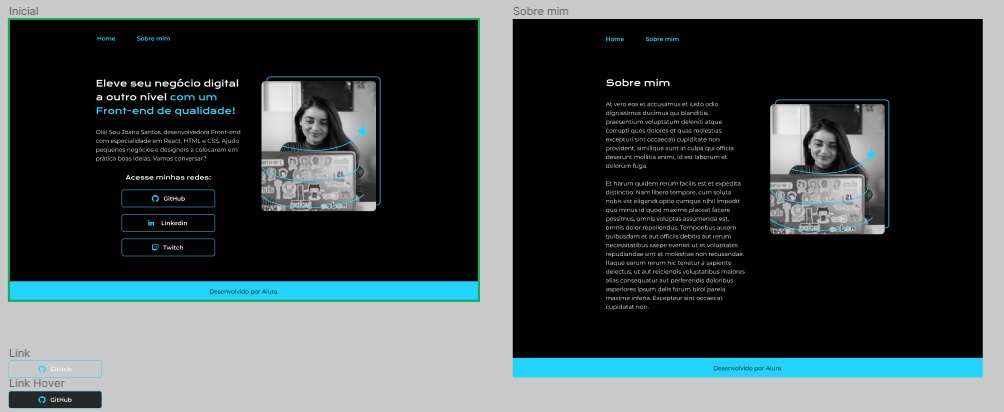 Inicial
Home Sobre mim
Eleve seu negócio digital
a outro nível com um
Front-end de qualidade!
Olá! Sou Joana Santos, desenvolvedora Front-end
com especialidade em React, HTML e CSS. Ajudo
pequenos negócios e designers a colocarem em
prática boas ideias. Vamos conversar?
Acesse minhas redes:
GitHub
Linkedin
Twitch
Desenvolvido por Alura.
Link
GitHub
Link Hover
GitHub
Sobre mim
Home Sobre mim
Sobre mim
At vero eos et accusamus et iusto odio
dignissimos ducimus qui blanditiis
praesentium voluptatum deleniti atque
corrupti quos dolores et quas molestias
excepturi sint occaecati cupiditate non
provident, similique sunt in culpa qui officia
deserunt mollitia animi, id est laborum et
dolorum fuga.
Et harum quidem rerum facilis est et expedita
distinctio. Nam libero tempore, cum soluta
nobis est eligendi optio cumque nihil impedit
quo minus id quod maxime placeat facere
possimus, omnis voluptas assumenda est,
omnis dolor repellendus. Temporibus autem
quibusdam et aut officiis debitis aut rerum
necessitatibus saepe eveniet ut et voluptates
repudiandae sint et molestiae non recusandae.
Itaque earum rerum hic tenetur a sapiente
delectus, ut aut reiciendis voluptatibus maiores
alias consequatur aut perferendis doloribus
asperiores ipsum delis forum birol parela
maxime infena. Excepteur sint occaecat
cupidatat non.
Desenvolvido por Alura.